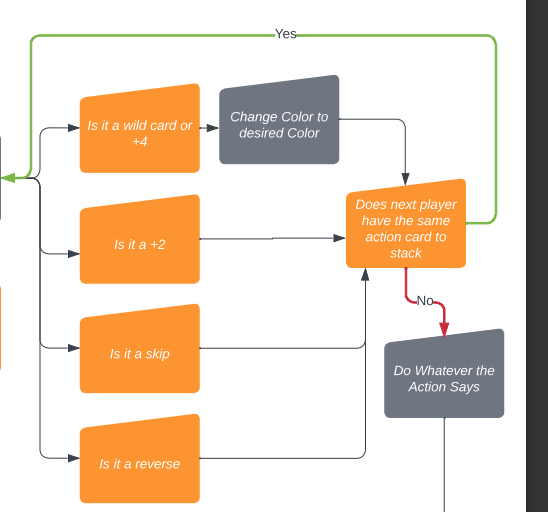 Yes
Is it a wild card or
+4
Change Color to
desired Color
Is it a +2
Does next player
have the same
action card to
stack
No
Is it a skip
Do Whatever the
Action Says
Is it a reverse